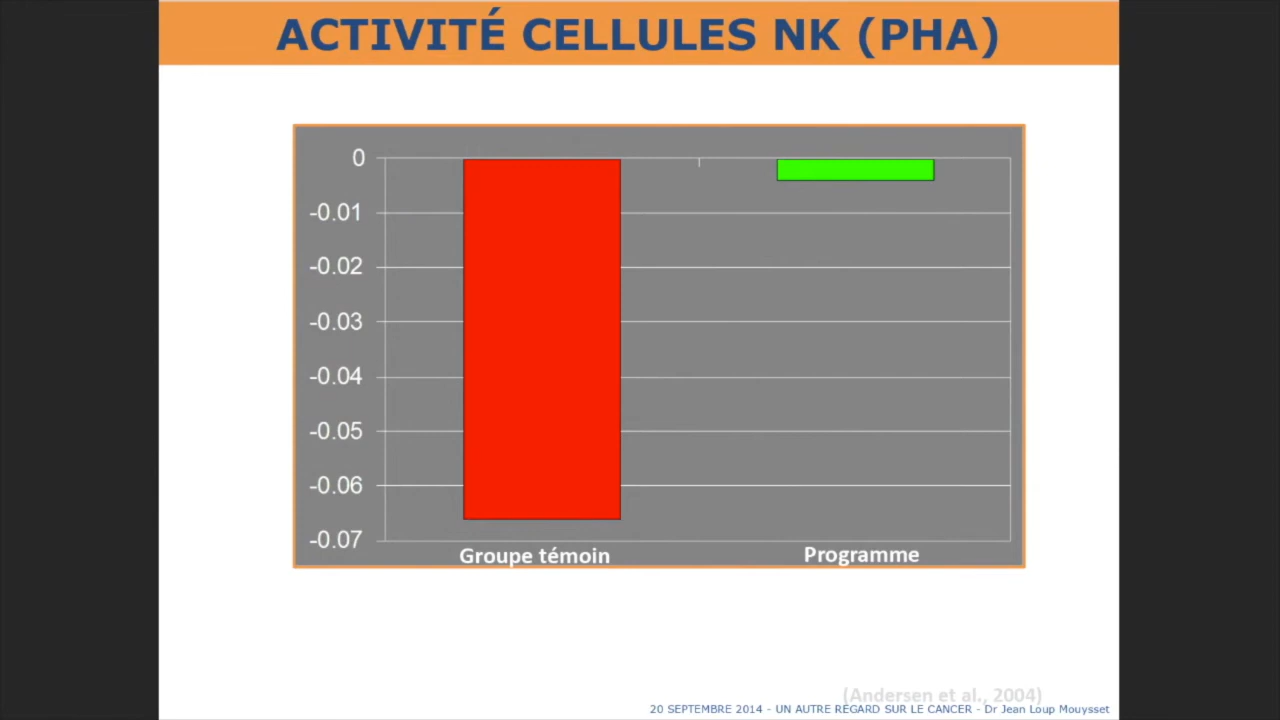 ACTIVITÉ CELLULES NK (PHA)
0
-0.01
-0.02
-0.03
-0.04
-0.05
-0.06
-0.07
Groupe témoin
Programme
(Andersen et al., 2004)
20 SEPTEMBRE 2014 - UN AUTRE REGARD SUR LE CANCER - Dr Jean Loup Mouysset